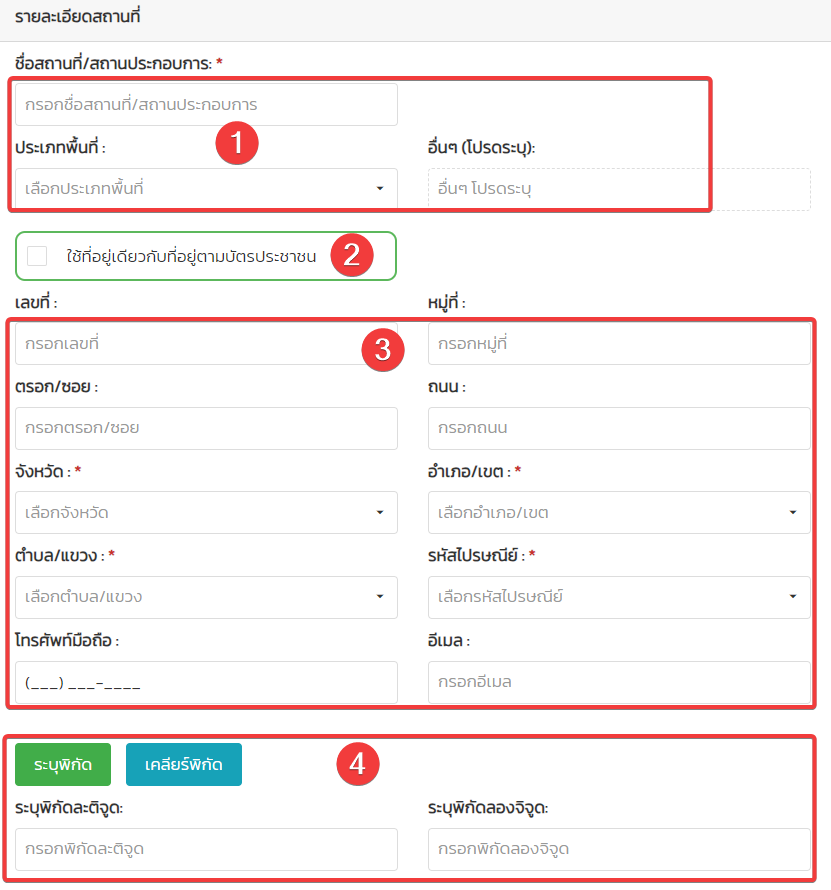 รายละเอียดสถานที่
ชื่อสถานที่/สถานประกอบการ: *
กรอกชื่อสถานที่/สถานประกอบการ
1
ประเภทพื้นที่ : อื่นๆ (โปรดระบุ):
เลือกประเภทพื้นที่ อื่นๆ โปรดระบุ
ใช้ที่อยู่เดียวกับที่อยู่ตามบัตรประชาชน 2
เลขที่ : หมู่ที่ :
กรอกเลขที่ 3 กรอกหมู่ที่
ตรอก/ซอย : ถนน :
กรอกตรอก/ซอย กรอกถนน
จังหวัด : * อำเภอ/เขต : *
เลือกจังหวัด เลือกอำเภอ/เขต
ตำบล/แขวง : * รหัสไปรษณีย์ : *
เลือกตำบล/แขวง เลือกรหัสไปรษณีย์
โทรศัพท์มือถือ : อีเมล :
(___) ___-____ กรอกอีเมล
ระบุพิกัด เคลียร์พิกัด 4
ระบุพิกัดละติจูด: ระบุพิกัดลองจิจูด:
กรอกพิกัดละติจูด กรอกพิกัดลองจิจูด